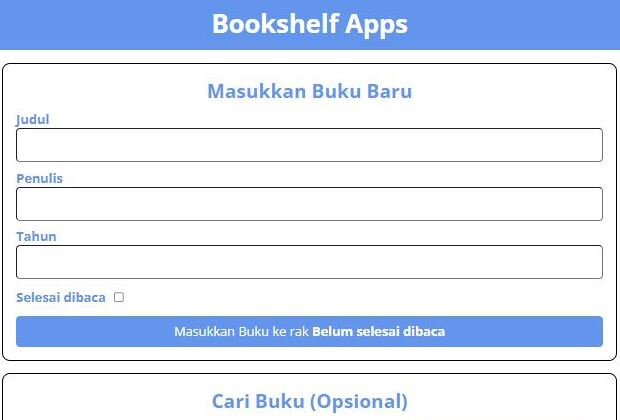 Bookshelf Apps
Masukkan Buku Baru
Judul
Penulis
Tahun
Selesai dibaca
Masukkan Buku ke rak Belum selesai dibaca
Cari Buku (Opsional)